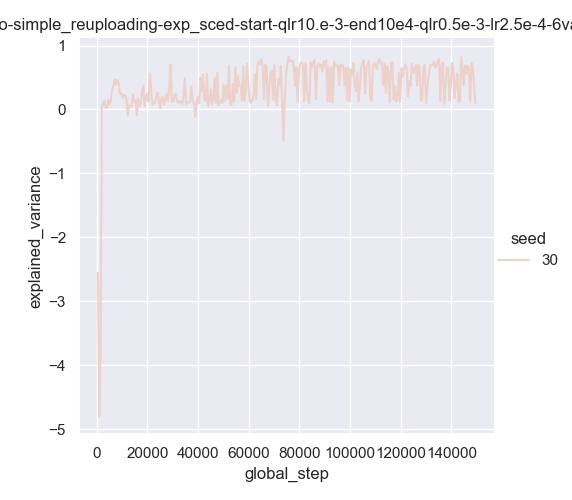 o-simple_reuploading-exp_sced-start-qlr10.e-3-end10e4-qlr0.5e-3-lr2.5e-4-6va
1
0
−1
−2
−3
−4
−5
explained_variance
0 20000 40000 60000 80000 100000 120000 140000
global_step
seed
30